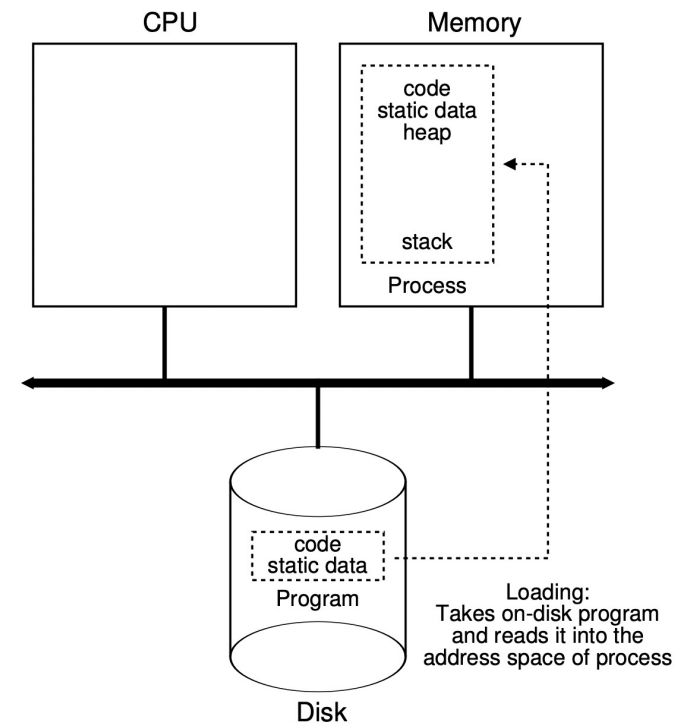 CPU
Memory
code
static data
heap
stack
Process
code
static data
Program
Loading:
Takes on-disk program
and reads it into the
address space of process
Disk